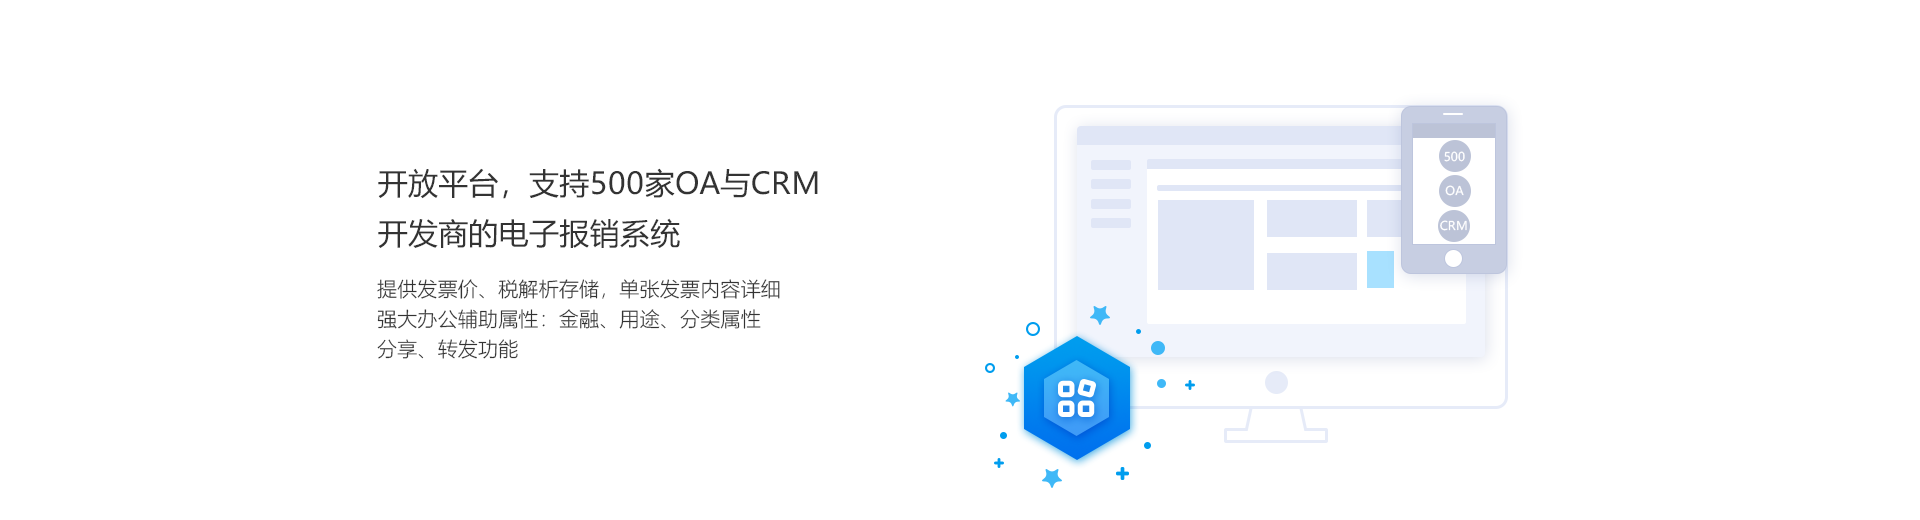 开放平台，支持500家OA与CRM
开发商的电子报销系统
提供发票价、税解析存储，单张发票内容详细
强大办公辅助属性：金融、用途、分类属性
分享、转发功能
500
OA
CRM